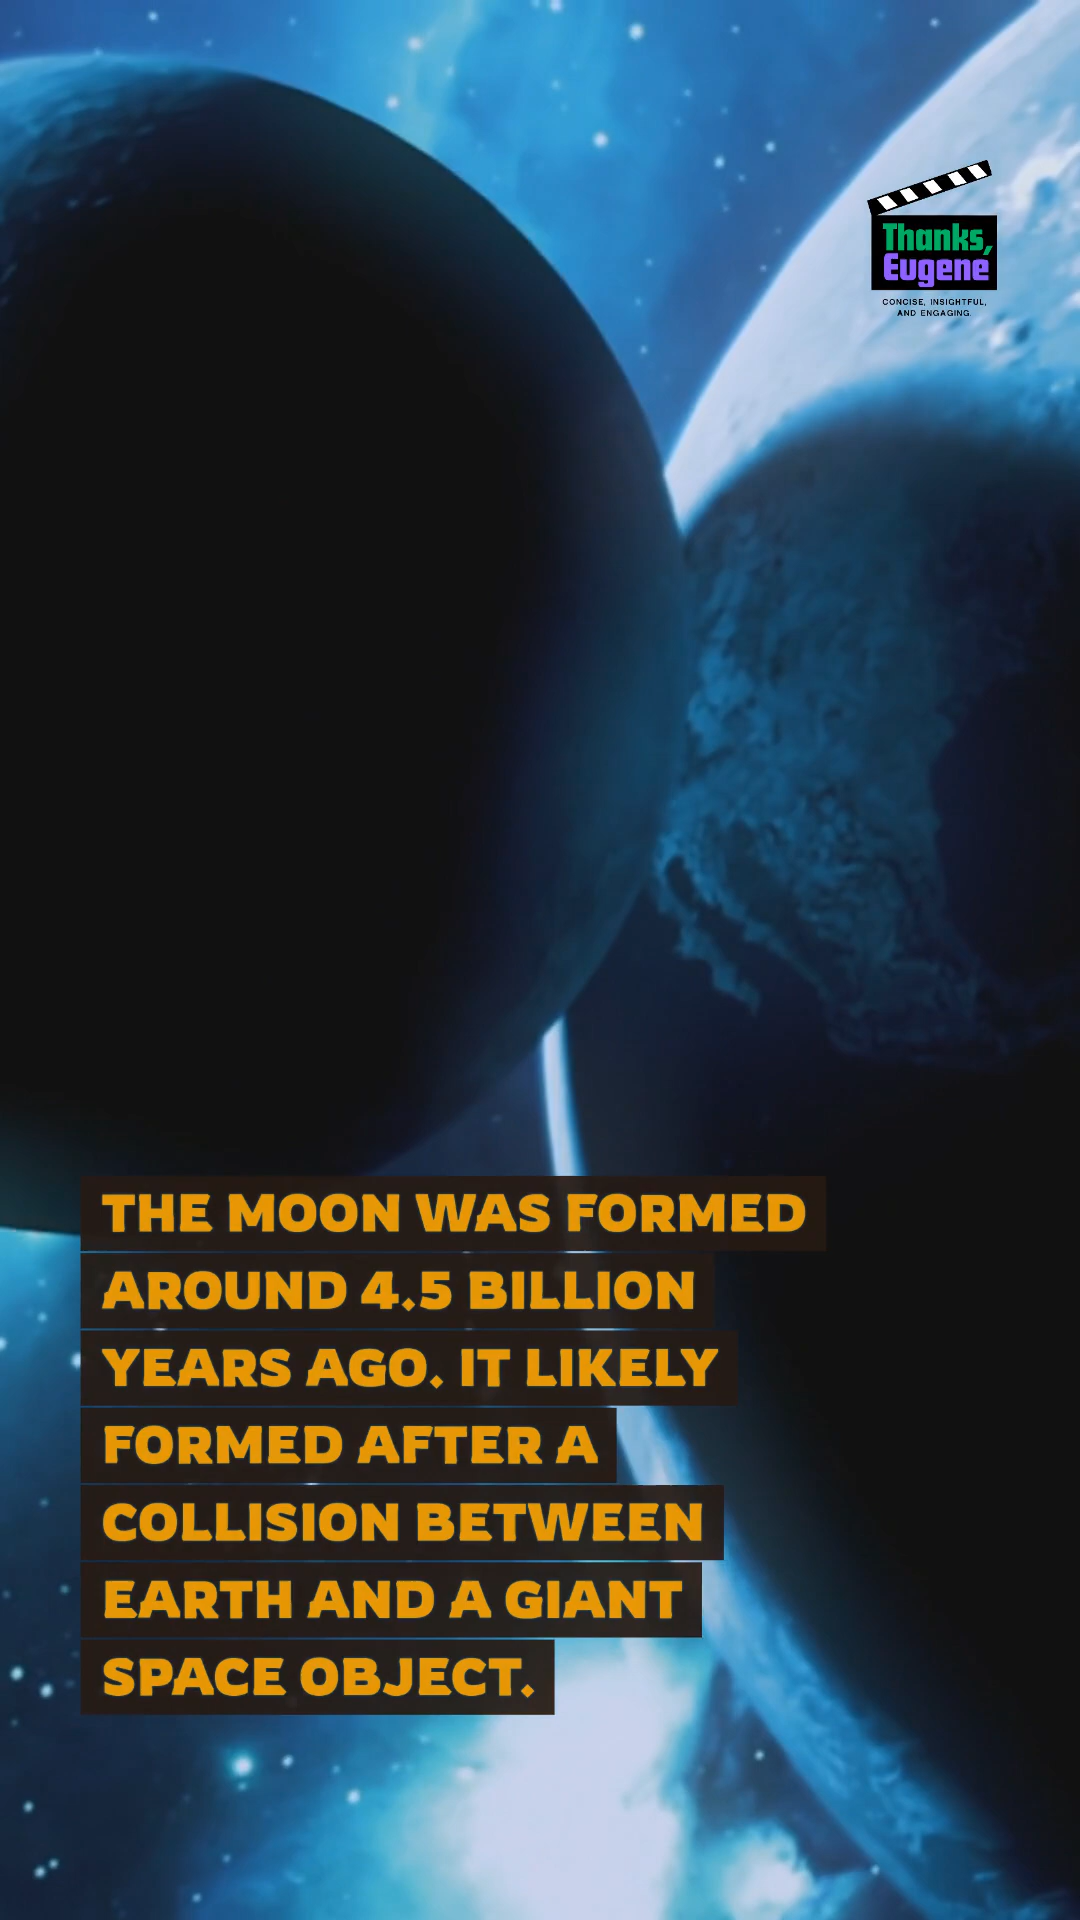 Thanks,
Eugene
CONCISE, INSIGHTFUL,
AND ENGAGING.
THE MOON WAS FORMED
AROUND 4.5 BILLION
YEARS AGO. IT LIKELY
FORMED AFTER A
COLLISION BETWEEN
EARTH AND A GIANT
SPACE OBJECT.